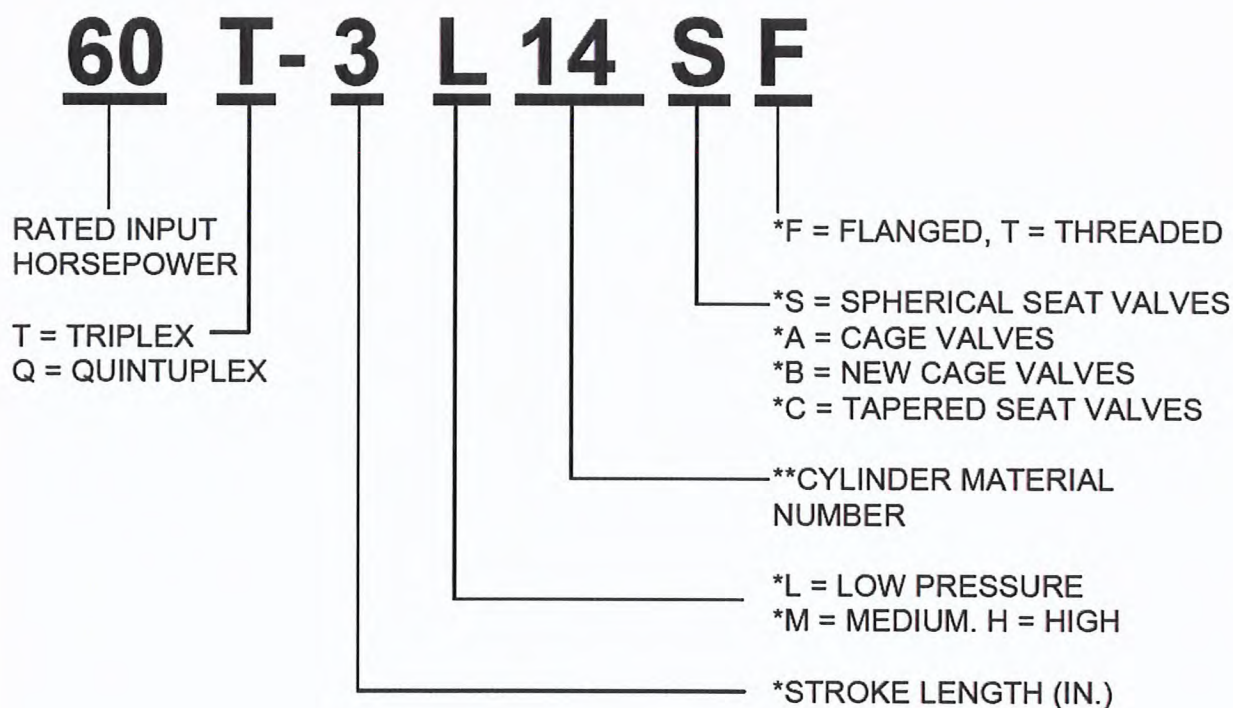 60 T- 3 L 14 S F
RATED INPUT
HORSEPOWER
T = TRIPLEX
Q = QUINTUPLEX
*F = FLANGED, T = THREADED
*S = SPHERICAL SEAT VALVES
*A = CAGE VALVES
*B = NEW CAGE VALVES
*C = TAPERED SEAT VALVES
**CYLINDER MATERIAL
NUMBER
*L = LOW PRESSURE
*M = MEDIUM. H = HIGH
*STROKE LENGTH (IN.)